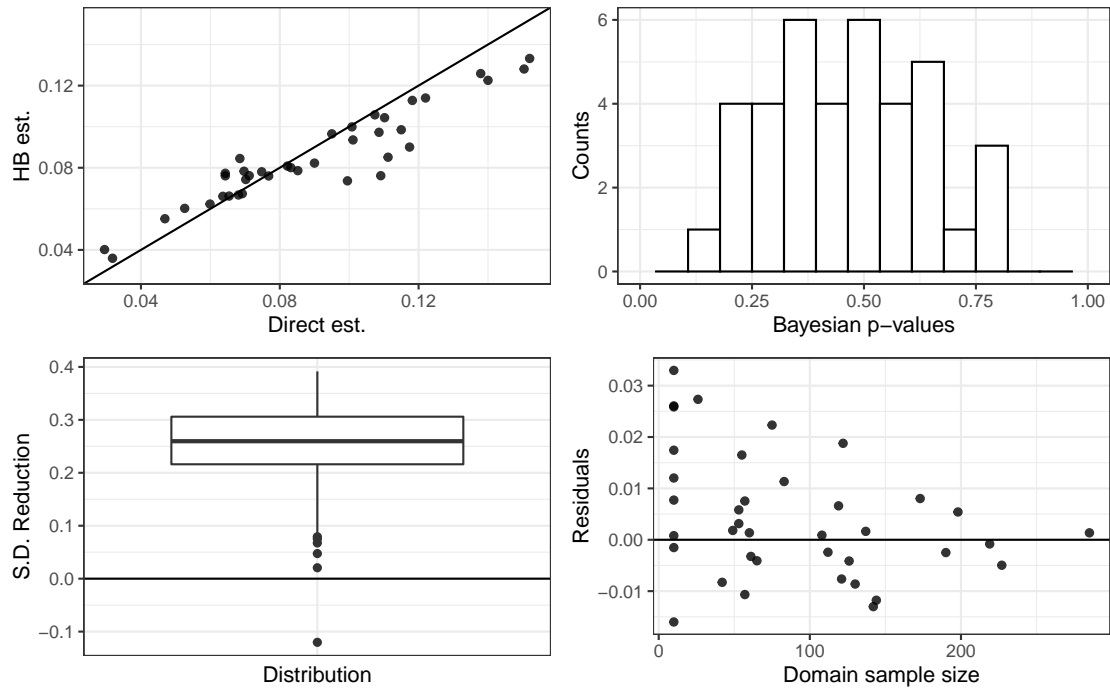 HB est.
0.12
0.08
0.04
0.04 0.08 0.12
Direct est.
Counts
6
4
2
0
0.00 0.25 0.50 0.75 1.00
Bayesian p−values
S.D. Reduction
0.4
0.3
0.2
0.1
0.0
−0.1
Distribution
Residuals
0.03
0.02
0.01
0.00
−0.01
0 100 200
Domain sample size